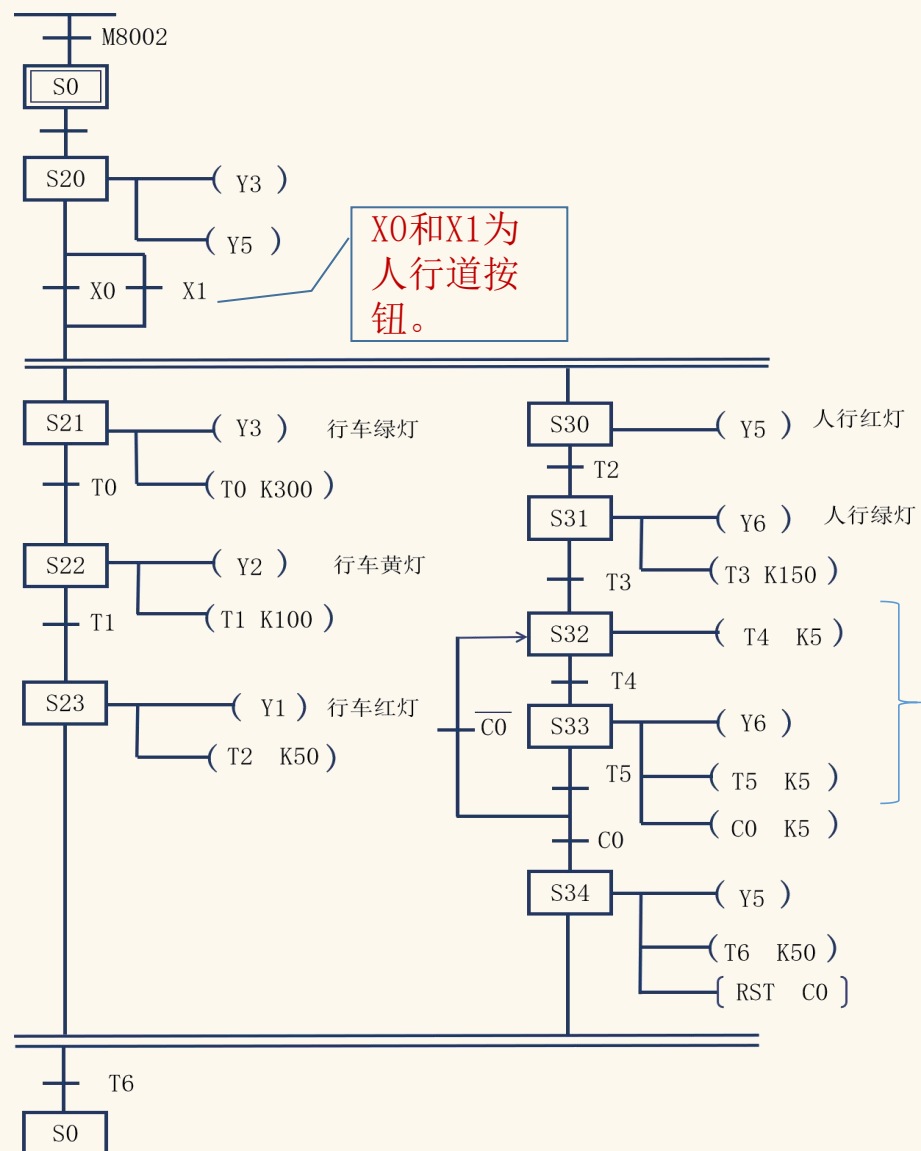 M8002
S0
S20
Y3
Y5
X0
X1
X0和X1为
人行道按
钮。
S21
Y3
行车绿灯
T0 K300
T0
S22
Y2
行车黄灯
T1 K100
T1
S23
Y1
行车红灯
T2 K50
S30
Y5
人行红灯
T2
S31
Y6
人行绿灯
T3 K150
T3
S32
T4 K5
T4
C0
S33
Y6
T5 K5
T5
C0 K5
C0
S34
Y5
T6 K50
RST C0
T6
S0